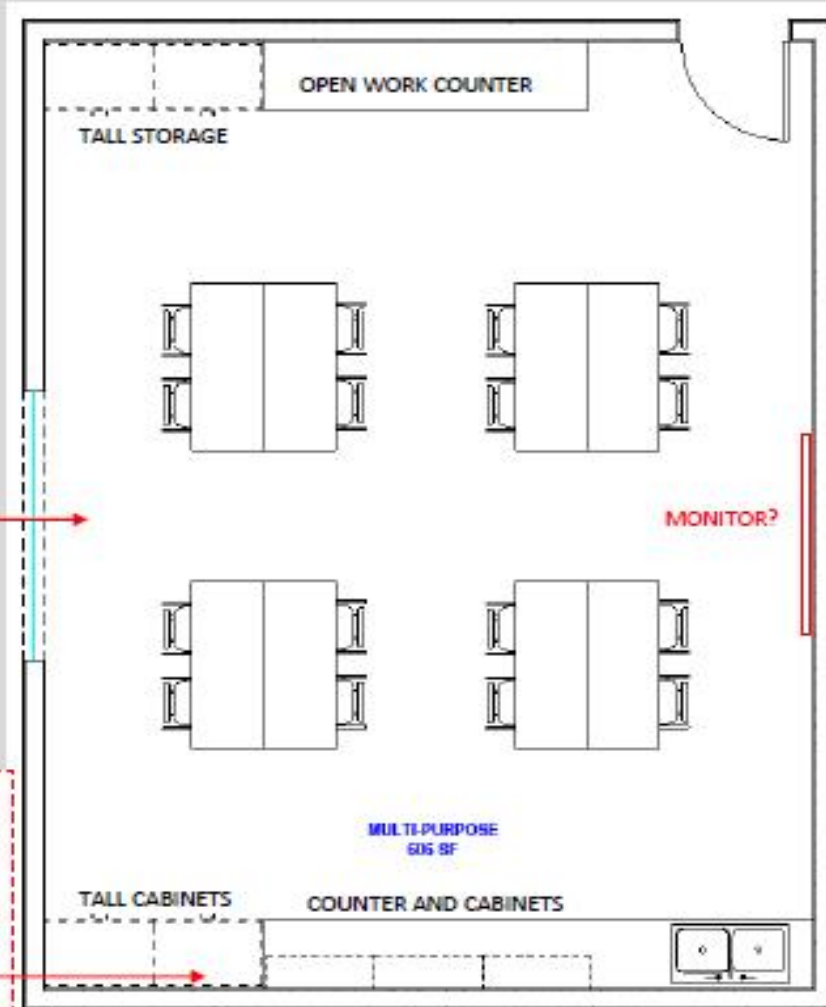 OPEN WORK COUNTER
TALL STORAGE
MONITOR?
MULTI-PURPOSE
606 SF
TALL CABINETS
COUNTER AND CABINETS